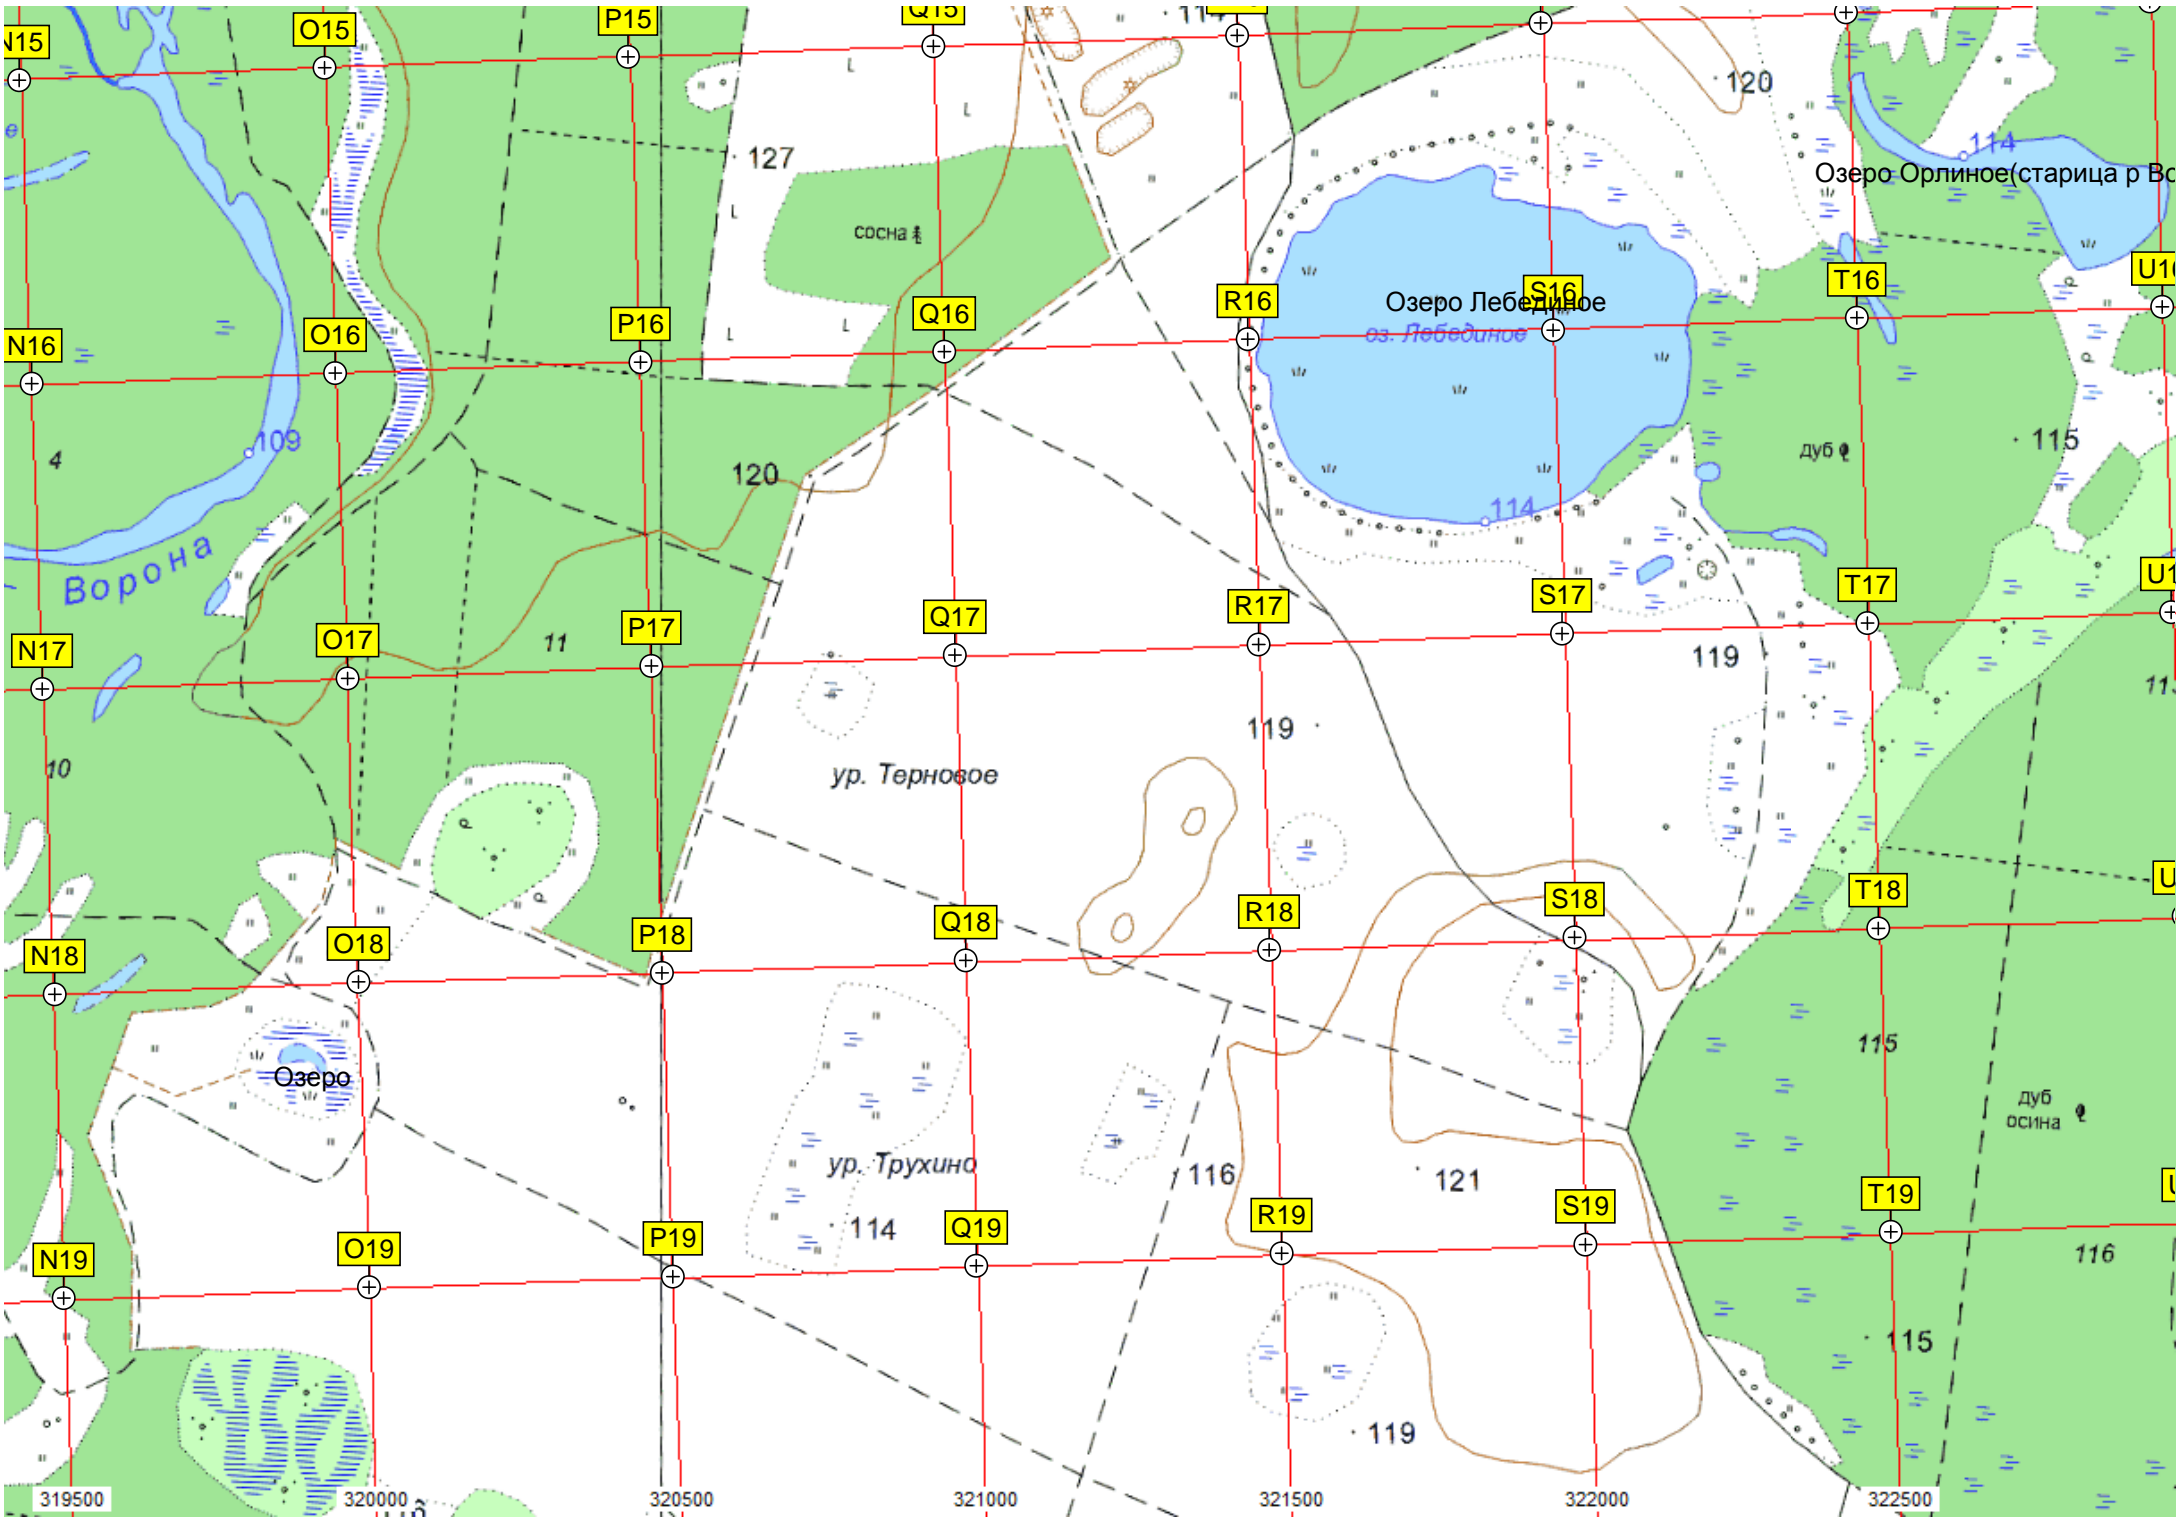 N15
O15
P15
Q15
114
120
127
114
Озеро Орлиное(старица р Во
сосна
R16
S16
T16
Озеро Лебединое
оз. Лебединое
N16
O16
P16
Q16
109
4
120
дуб
115
114
Ворона
N17
O17
11
P17
Q17
R17
S17
T17
119
119
10
ур. Терновое
N18
O18
P18
Q18
R18
S18
T18
Озеро
115
дуб
осина
ур. Трухино
116
121
114
N19
O19
P19
Q19
R19
S19
T19
116
115
119
319500
320000
320500
321000
321500
322000
322500